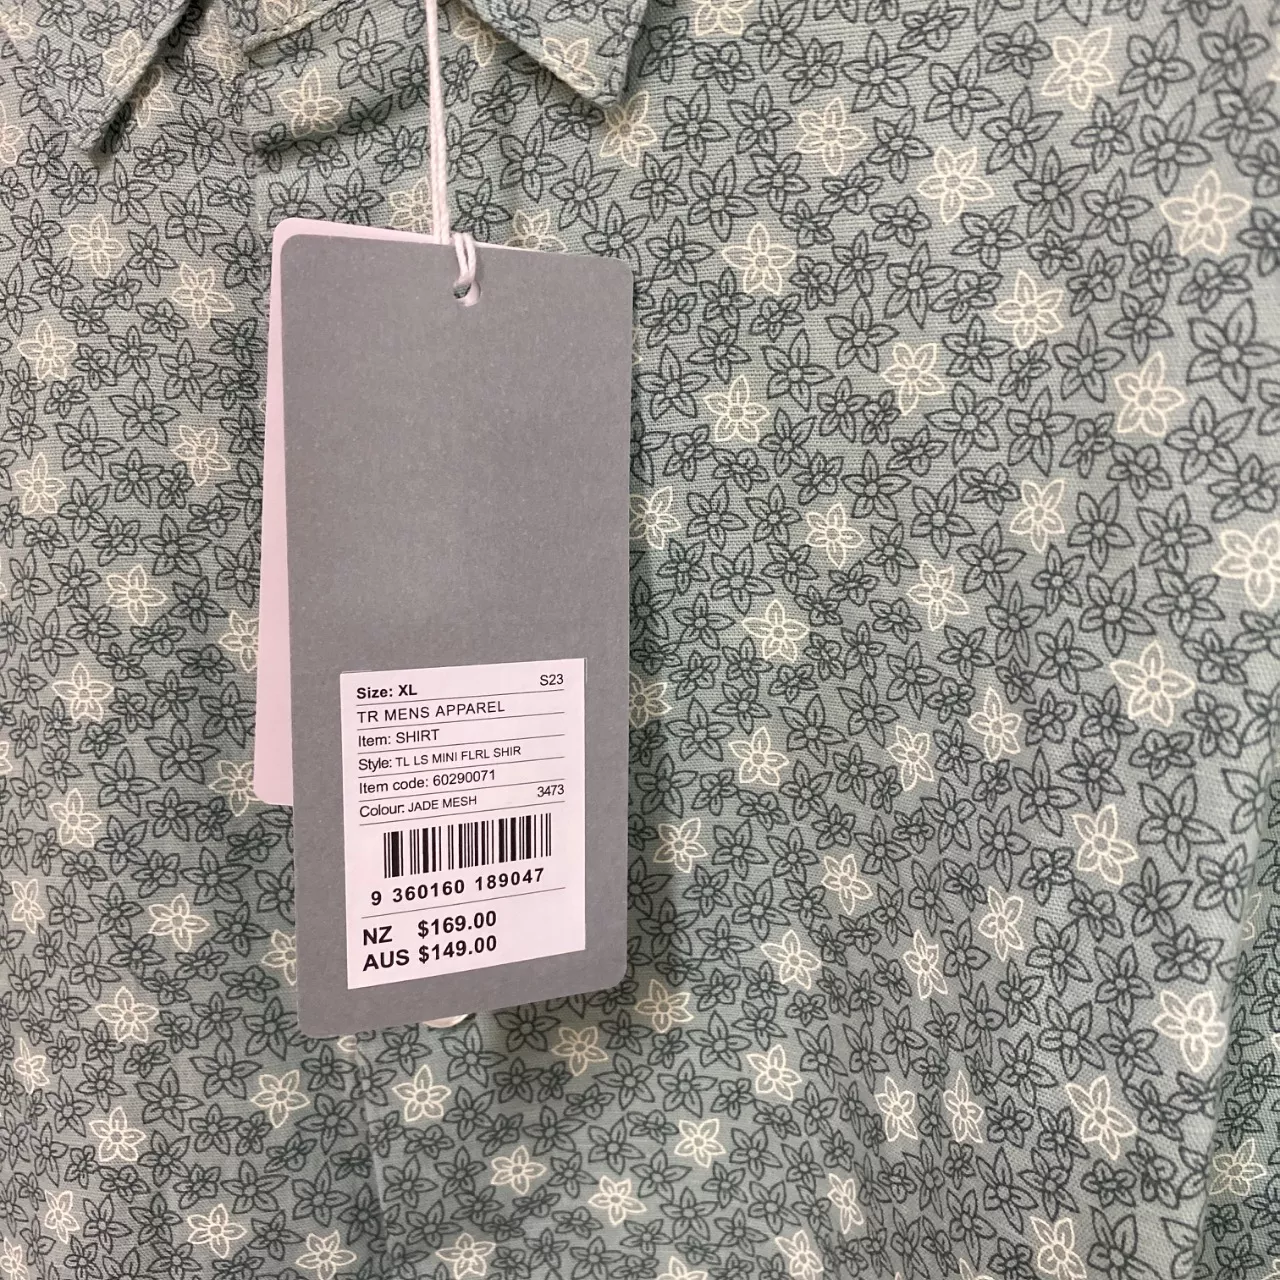 Size: XL S23
TR MENS APPAREL
Item: SHIRT
Style: TL LS MINI FLRL SHIR
Item code: 60290071
Colour: JADE MESH 3473
9 360160 189047
NZ $169.00
AUS $149.00